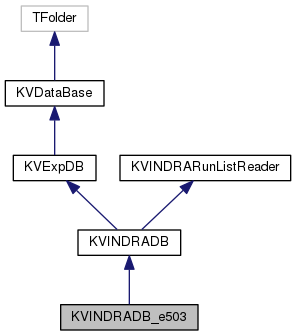 TFolder
KVDataBase
KVExpDB
KVINDRARunListReader
KVINDRADB
KVINDRADB_e503